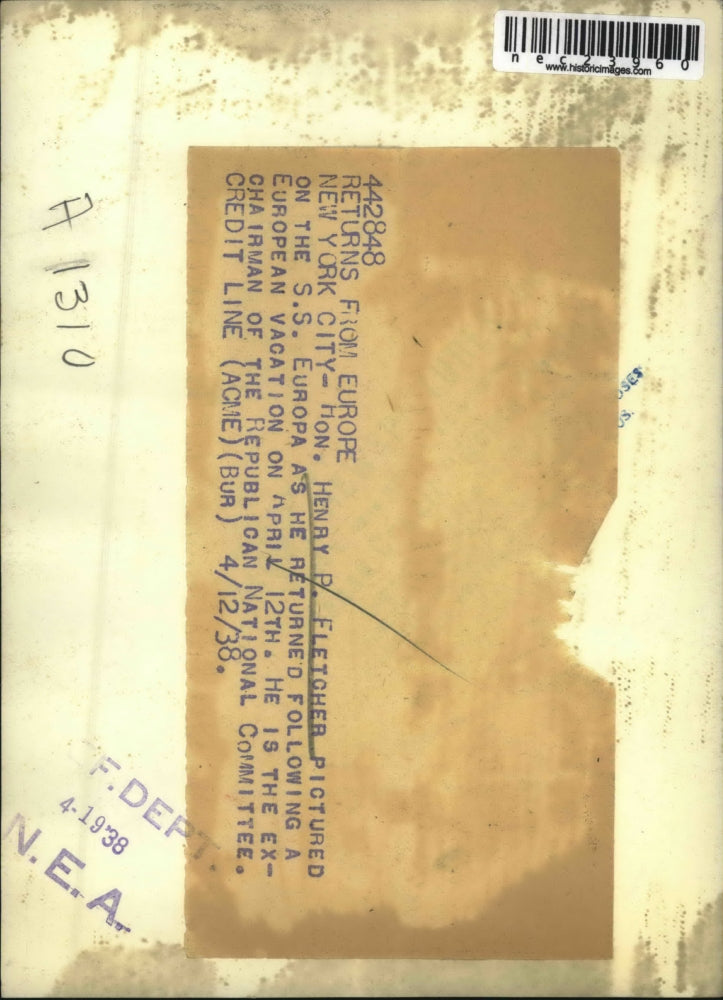 nec23960
www.historicimages.com
442848
RETURNS FROM EUROPE
NEW YORK CITY- HON. HENRY P. FLETCHER PICTURED
ON THE S.S. EUROPA AS HE RETURNED FOLLOWING A
EUROPEAN VACATION ON APRIL 12TH. HE IS THE EX-
CHAIRMAN OF THE REPUBLICAN NATIONAL COMMITTEE.
CREDIT LINE (ACME)(BUR) 4/12/38.
A 1310
F. DEPT.
4-1938
N.E.A.